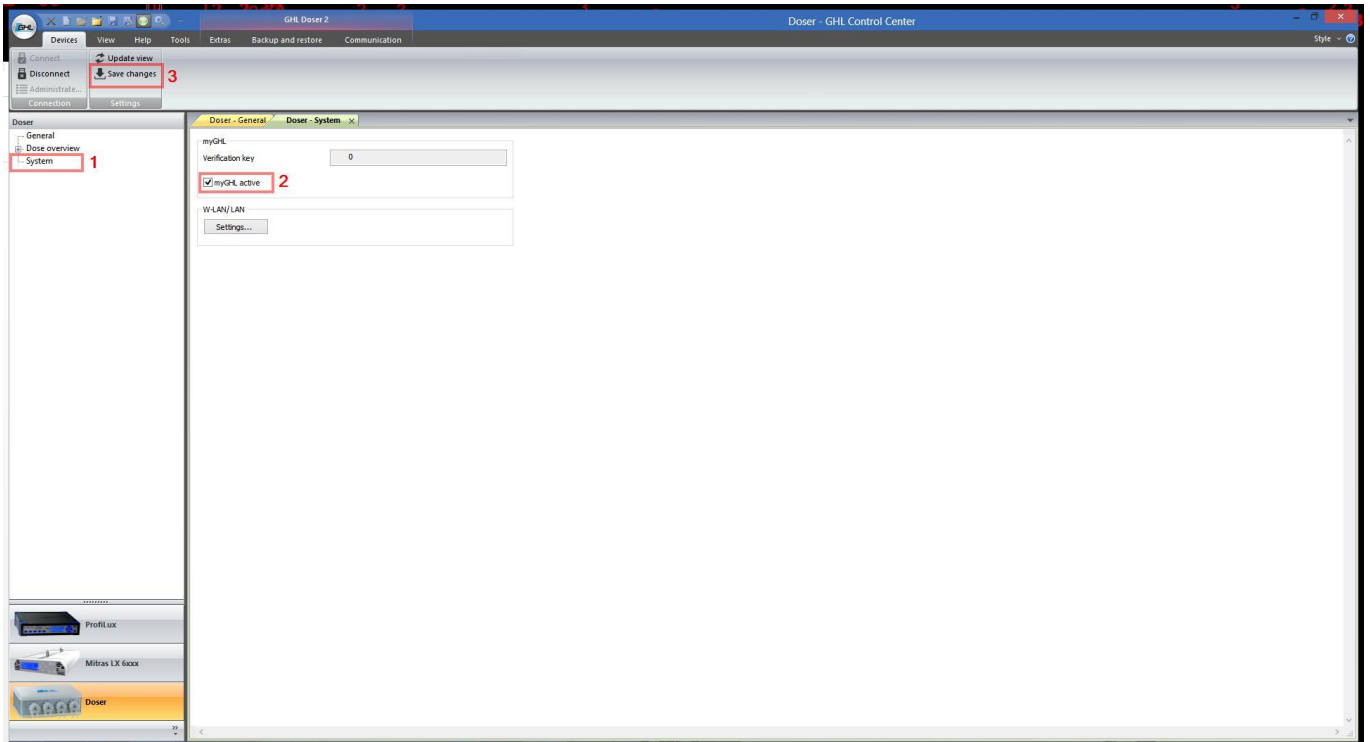 GHL
GHL Doser 2
Doser - GHL Control Center
Devices View Help Tools Extras Backup and restore Communication
Style
Connect
Update view
Disconnect
Save changes
3
Administrate...
Connection
Settings
Doser
Doser - General
Doser - System
General
Dose overview
System
1
myGHL
Verification key
0
myGHL active
2
W-LAN/LAN
Settings...
ProfiLux
Mitras LX 6xxx
Doser